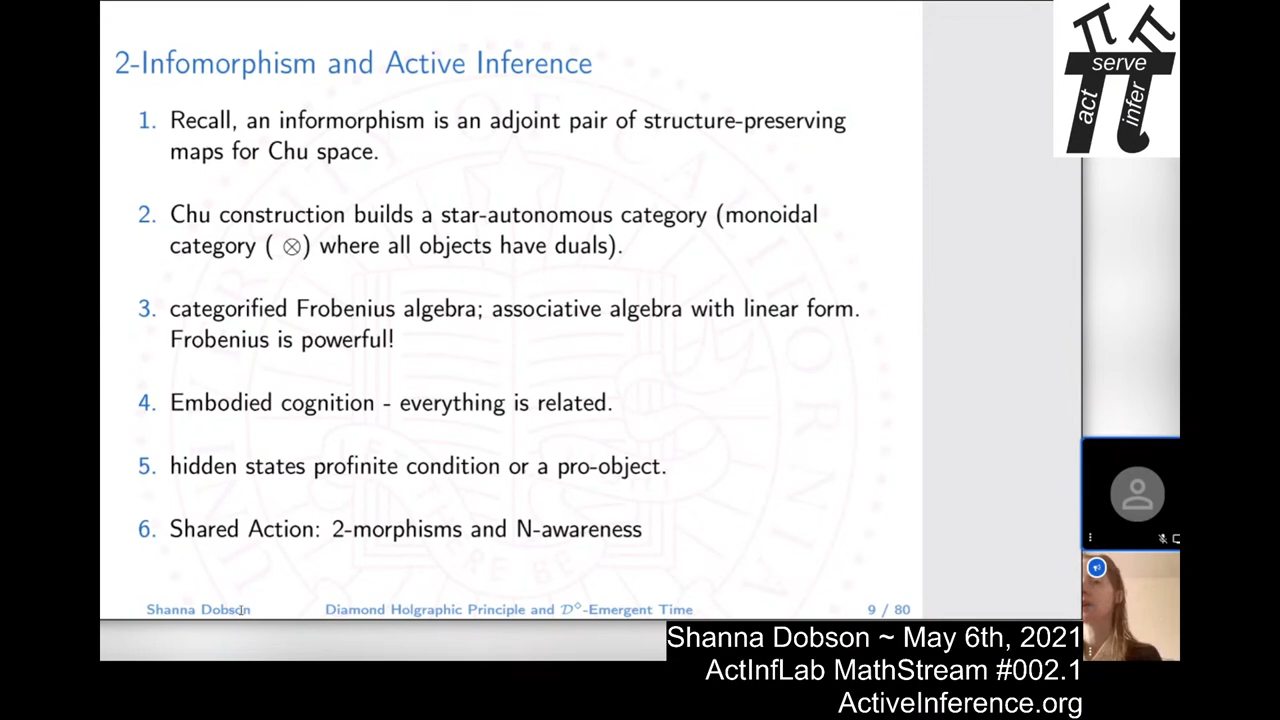 2-Infomorphism and Active Inference
1. Recall, an informorphism is an adjoint pair of structure-preserving
maps for Chu space.
2. Chu construction builds a star-autonomous category (monoidal
category ( ⊗) where all objects have duals).
3. categorified Frobenius algebra; associative algebra with linear form.
Frobenius is powerful!
4. Embodied cognition - everything is related.
5. hidden states profinite condition or a pro-object.
6. Shared Action: 2-morphisms and N-awareness
Shanna Dobson Diamond Holgraphic Principle and 𝒟^◇-Emergent Time 9 / 80
π π
π
serve
act
infer
Shanna Dobson ~ May 6th, 2021
ActInfLab MathStream #002.1
ActiveInference.org